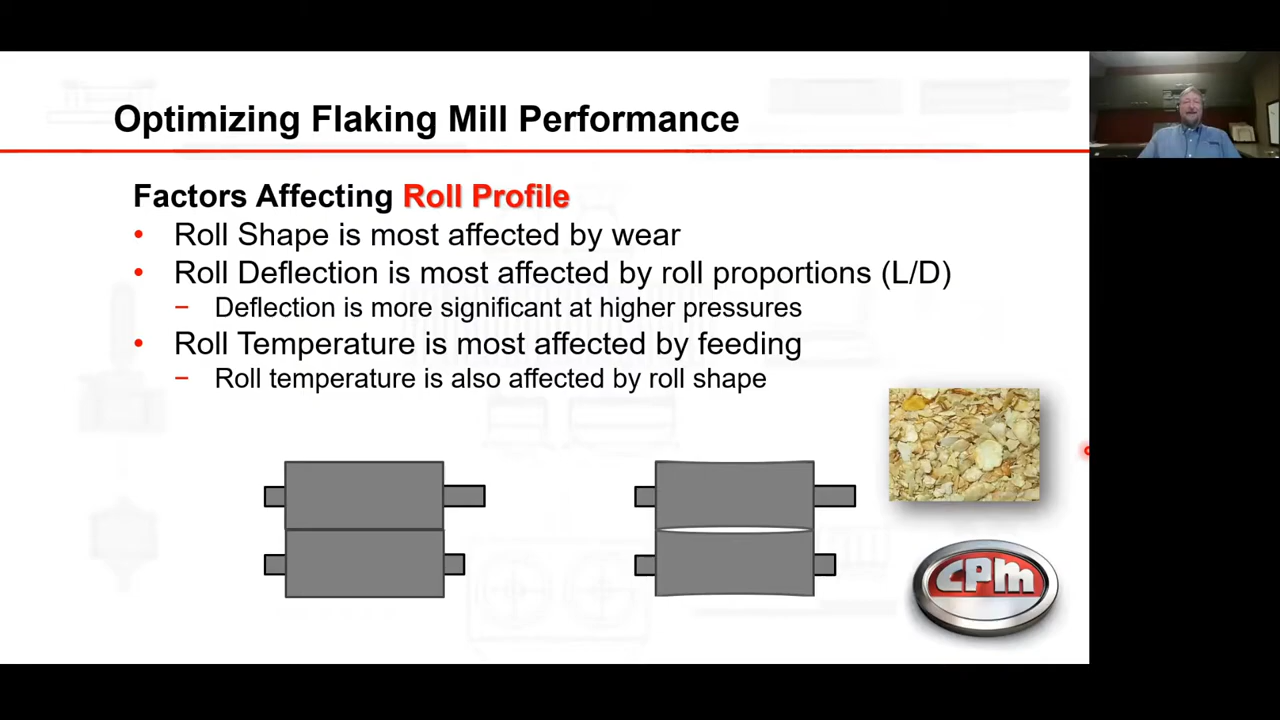 Optimizing Flaking Mill Performance
Factors Affecting Roll Profile
• Roll Shape is most affected by wear
• Roll Deflection is most affected by roll proportions (L/D)
− Deflection is more significant at higher pressures
• Roll Temperature is most affected by feeding
− Roll temperature is also affected by roll shape
CPM